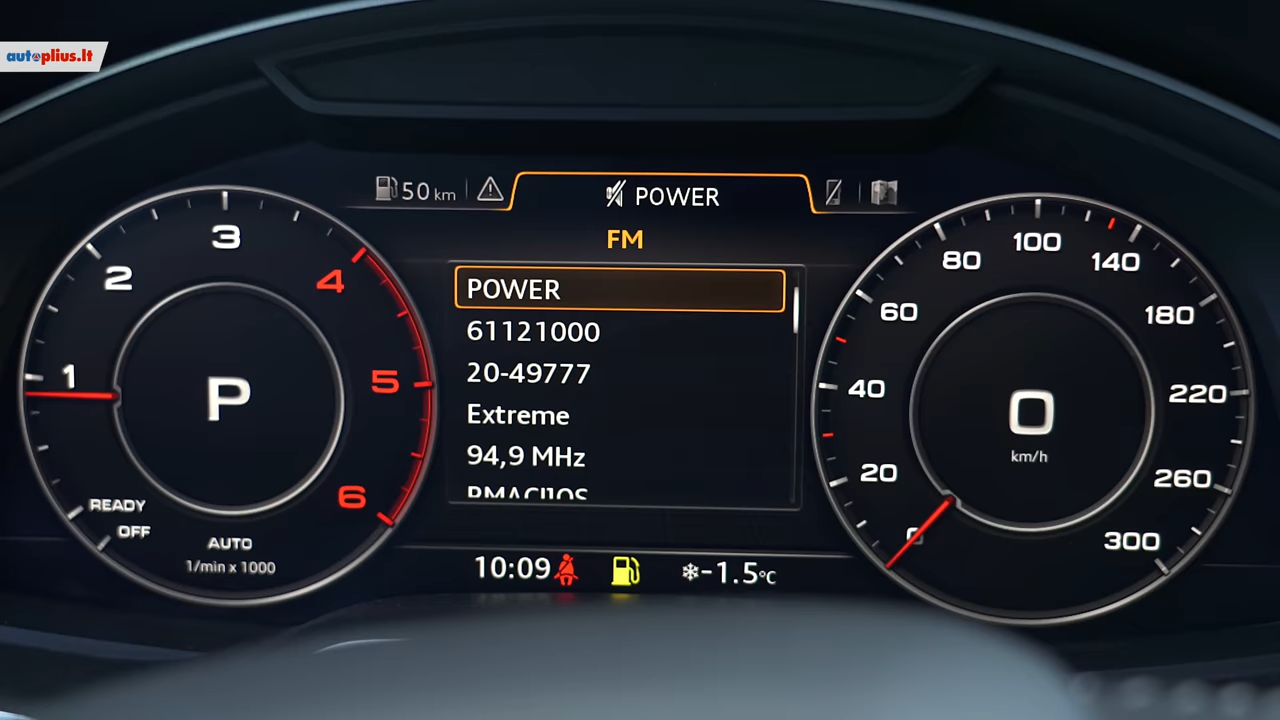 autoplius.lt
50 km
POWER
FM
POWER
61121000
20-49777
Extreme
94,9 MHz
1
2
3
4
5
6
P
READY
OFF
AUTO
1/min x 1000
0
20
40
60
80
100
140
180
220
260
300
0
km/h
10:09
-1.5°C